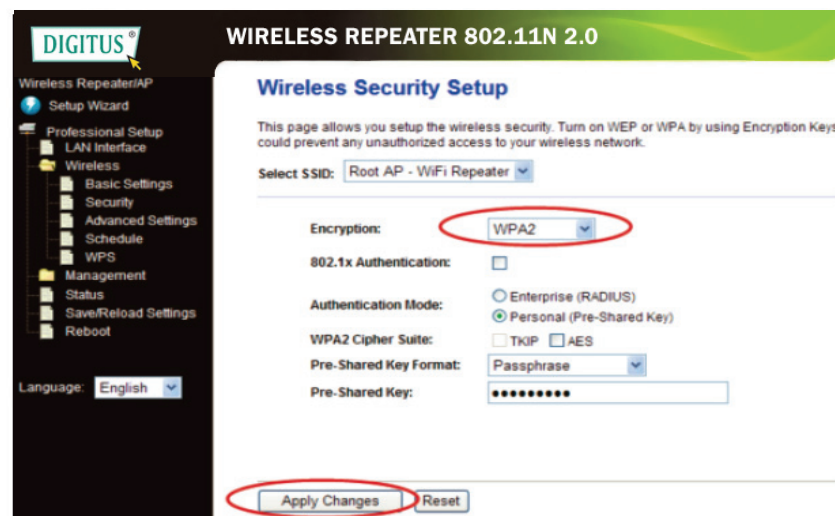 DIGITUS®
WIRELESS REPEATER 802.11N 2.0
Wireless Repeater/AP
Setup Wizard
Professional Setup
LAN Interface
Wireless
Basic Settings
Security
Advanced Settings
Schedule
WPS
Management
Status
Save/Reload Settings
Reboot
Language: English
Wireless Security Setup
This page allows you setup the wireless security. Turn on WEP or WPA by using Encryption Keys
could prevent any unauthorized access to your wireless network.
Select SSID: Root AP - WiFi Repeater
Encryption: WPA2
802.1x Authentication:
Authentication Mode: Enterprise (RADIUS)
Personal (Pre-Shared Key)
WPA2 Cipher Suite: TKIP AES
Pre-Shared Key Format: Passphrase
Pre-Shared Key: •••••••••
Apply Changes Reset